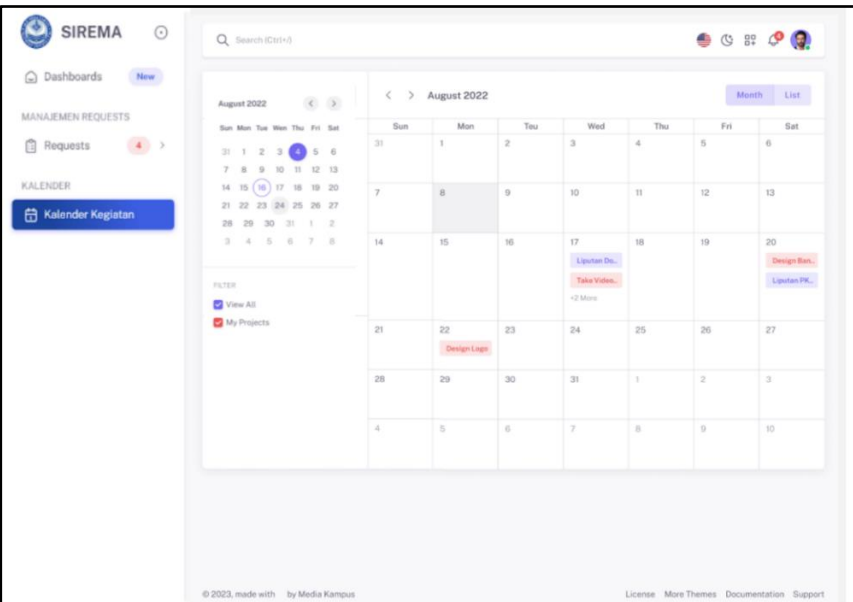 SIREMA
Dashboards New
MANAJEMEN REQUESTS
Requests 4
KALENDER
Kalender Kegiatan
Search (Ctrl+/)
4
August 2022
Sun Mon Tue Wen Thu Fri Sat
31 1 2 3 4 5 6
7 8 9 10 11 12 13
14 15 16 17 18 19 20
21 22 23 24 25 26 27
28 29 30 31 1 2
3 4 5 6 7 8
FILTER
View All
My Projects
August 2022
Month List
Sun Mon Teu Wed Thu Fri Sat
31 1 2 3 4 5 6
7 8 9 10 11 12 13
14 15 16 17 18 19 20
Liputan Do.. Design Ban..
Take Video.. Liputan PK..
+2 More
21 22 23 24 25 26 27
Design Logo
28 29 30 31 1 2 3
4 5 6 7 8 9 10
© 2023, made with by Media Kampus
License More Themes Documentation Support